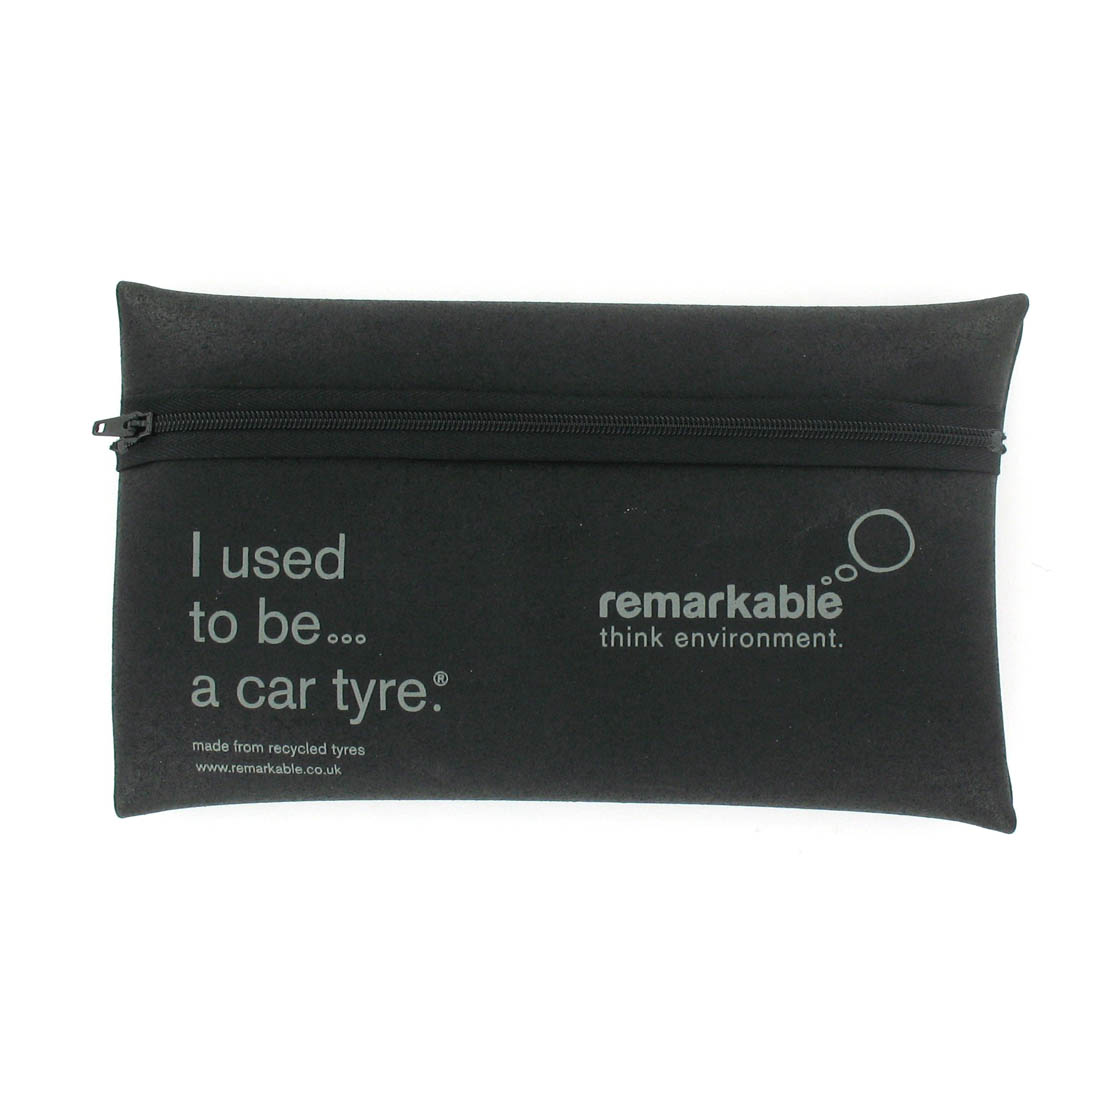 I used
to be...
a car tyre.®
made from recycled tyres
www.remarkable.co.uk
remarkable
think environment.